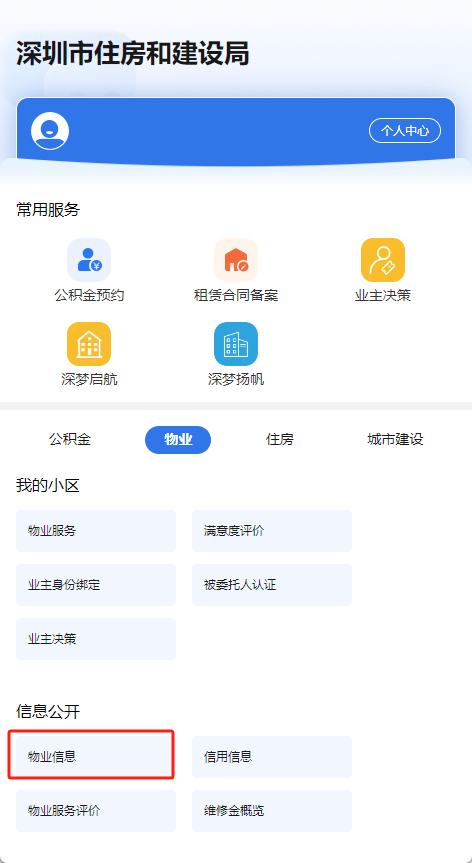 深圳市住房和建设局
个人中心
常用服务
公积金预约 租赁合同备案 业主决策
深梦启航 深梦扬帆
公积金 物业 住房 城市建设
我的小区
物业服务 满意度评价
业主身份绑定 被委托人认证
业主决策
信息公开
物业信息 信用信息
物业服务评价 维修金概览